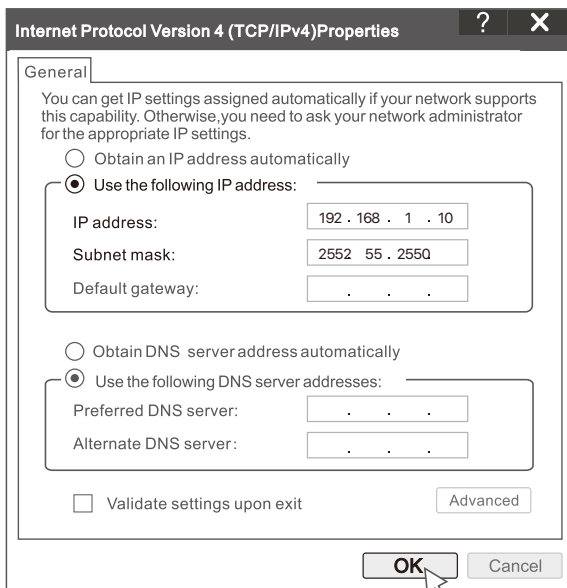 Internet Protocol Version 4 (TCP/IPv4)Properties ? X
General
You can get IP settings assigned automatically if your network supports
this capability. Otherwise,you need to ask your network administrator
for the appropriate IP settings.
Obtain an IP address automatically
Use the following IP address:
IP address: 192 . 168 . 1 . 10
Subnet mask: 2552 55 . 2550.
Default gateway: . . .
Obtain DNS server address automatically
Use the following DNS server addresses:
Preferred DNS server: . . .
Alternate DNS server: . . .
Validate settings upon exit Advanced
OK Cancel